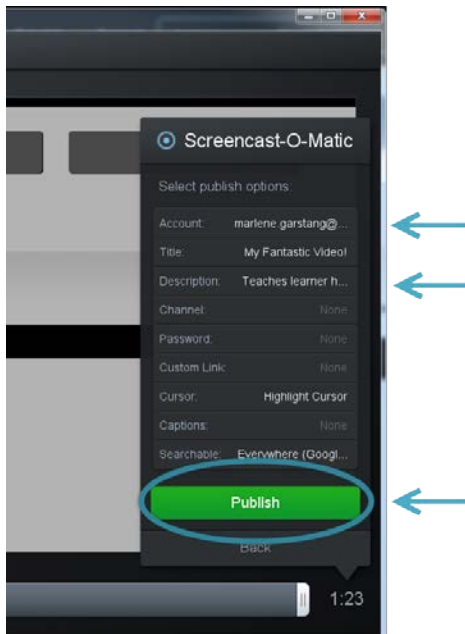 Screencast-O-Matic
Select publish options:
Account: marlene.garstang@...
Title: My Fantastic Video!
Description: Teaches learner h...
Channel: None
Password: None
Custom Link: None
Cursor: Highlight Cursor
Captions: None
Searchable: Everywhere (Googl...
Publish
Back
1:23